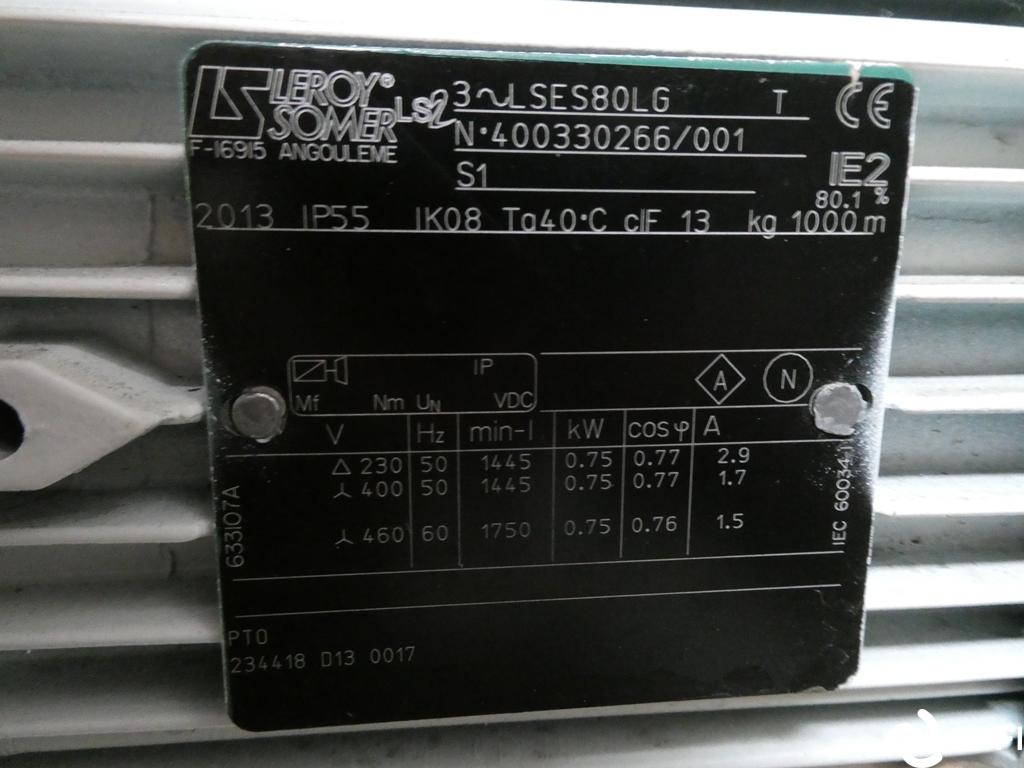 LEROY®
SOMER LS2
F-16915 ANGOULEME
3~LSES80LG T CE
N•400330266/001
S1
IE2
80.1 %
2013 IP55 IK08 Ta40•C clF 13 kg 1000m
IP
Mf Nm UN VDC
A N
V Hz min-1 kW cosφ A
Δ 230 50 1445 0.75 0.77 2.9
⅄ 400 50 1445 0.75 0.77 1.7
⅄ 460 60 1750 0.75 0.76 1.5
633107A
IEC 60034-1
PTO
234418 D13 0017